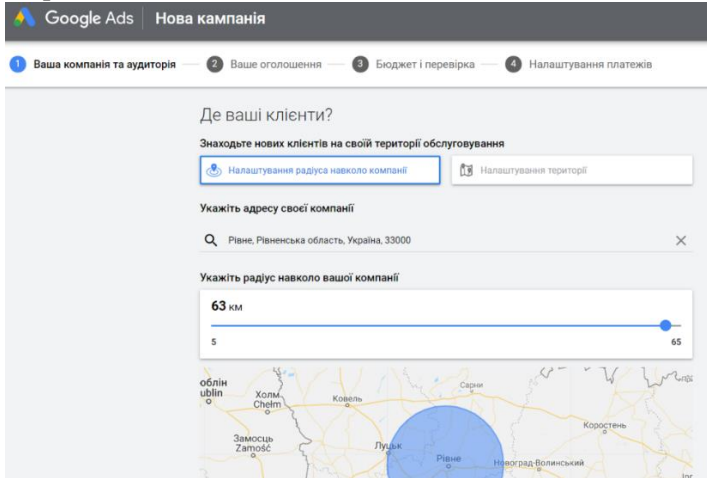 Google Ads Нова кампанія
1 Ваша компанія та аудиторія 2 Ваше оголошення 3 Бюджет і перевірка 4 Налаштування платежів
Де ваші клієнти?
Знаходьте нових клієнтів на своїй території обслуговування
Налаштування радіуса навколо компанії Налаштування території
Укажіть адресу своєї компанії
Рівне, Рівненська область, Україна, 33000
Укажіть радіус навколо вашої компанії
63 км
5 65
облін
ublin
Холм
Chełm
Ковель
Сарни
Коростень
Замосць
Zamość
Луцьк
Рівне
Новоград-Волинський